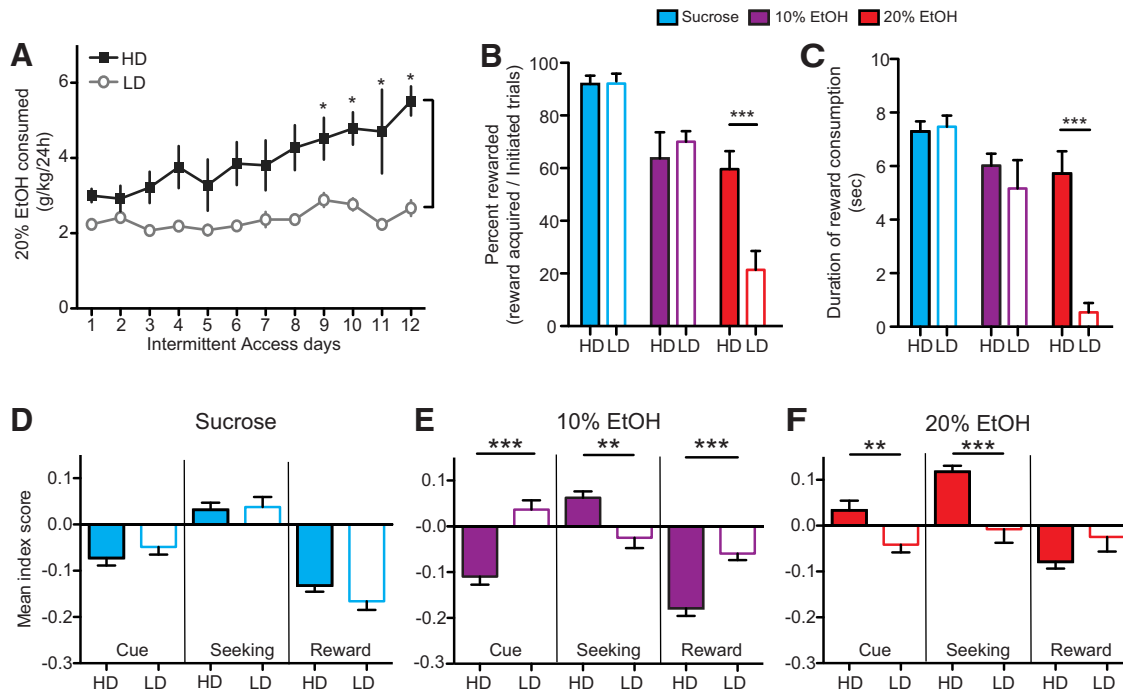 Sucrose 10% EtOH 20% EtOH
A
HD
LD
20% EtOH consumed
(g/kg/24h)
6
4
2
0
* * * *
1 2 3 4 5 6 7 8 9 10 11 12
Intermittent Access days
B
Percent rewarded
(reward acquired / Initiated trials)
100
80
60
40
20
0
***
HD LD HD LD HD LD
C
Duration of reward consumption
(sec)
10
8
6
4
2
0
***
HD LD HD LD HD LD
D
Sucrose
Mean index score
0.1
0.0
-0.1
-0.2
-0.3
Cue Seeking Reward
HD LD HD LD HD LD
E
10% EtOH
*** ** ***
0.1
-0.0
-0.1
-0.2
-0.3
Cue Seeking Reward
HD LD HD LD HD LD
F
20% EtOH
** ***
0.1
0.0
-0.1
-0.2
-0.3
Cue Seeking Reward
HD LD HD LD HD LD